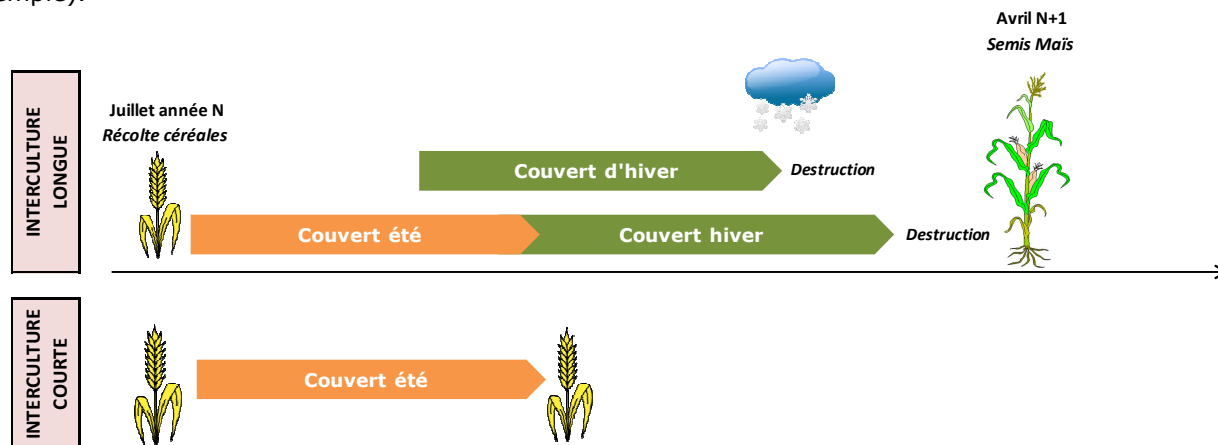 emple).
Avril N+1
Semis Maïs
INTERCULTURE
LONGUE
Juillet année N
Récolte céréales
Couvert d'hiver
Destruction
Couvert été
Couvert hiver
Destruction
INTERCULTURE
COURTE
Couvert été